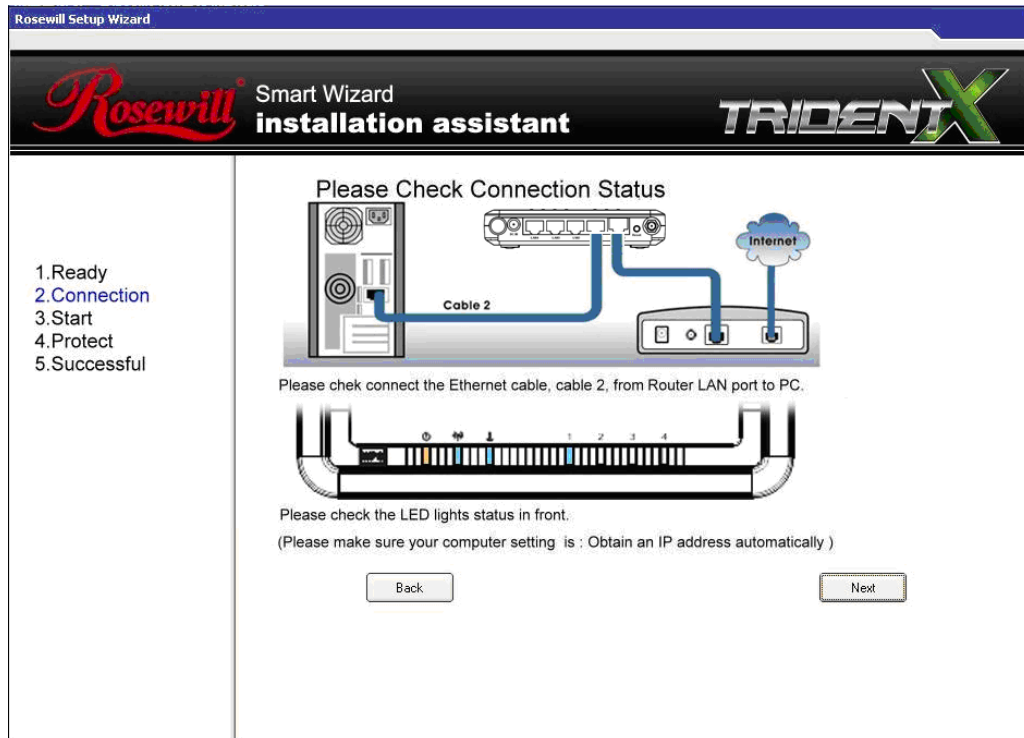 Rosewill Setup Wizard
Rosewill
Smart Wizard
installation assistant
TRIDENTX
1.Ready
2.Connection
3.Start
4.Protect
5.Successful
Please Check Connection Status
Internet
Cable 2
Please chek connect the Ethernet cable, cable 2, from Router LAN port to PC.
1 2 3 4
Please check the LED lights status in front.
(Please make sure your computer setting is : Obtain an IP address automatically )
Back
Next